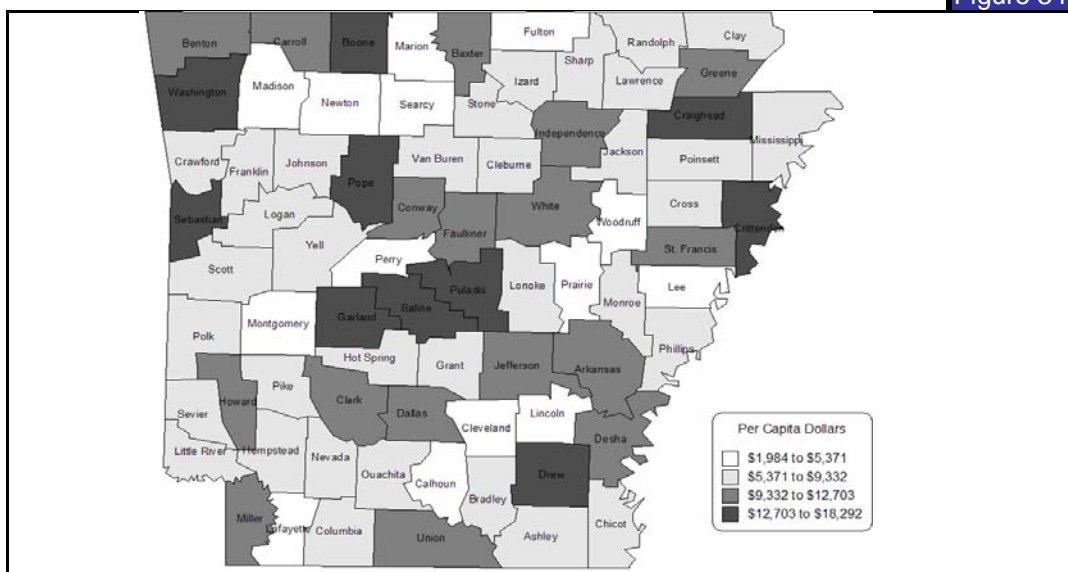 Benton
Carroll
Boone
Marion
Baxter
Fulton
Randolph
Clay
Sharp
Izard
Lawrence
Greene
Washington
Madison
Newton
Searcy
Stone
Independence
Craighead
Mississippi
Crawford
Franklin
Johnson
Pope
Van Buren
Cleburne
Jackson
Poinsett
Sebastian
Logan
Conway
Faulkner
White
Woodruff
Cross
Crittenden
St. Francis
Scott
Yell
Perry
Pulaski
Lonoke
Prairie
Monroe
Lee
Polk
Montgomery
Garland
Saline
Hot Spring
Grant
Jefferson
Arkansas
Phillips
Howard
Pike
Clark
Dallas
Cleveland
Lincoln
Desha
Sevier
Little River
Hempstead
Nevada
Ouachita
Calhoun
Bradley
Drew
Miller
Lafayette
Columbia
Union
Ashley
Chicot
Per Capita Dollars
$1,984 to $5,371
$5,371 to $9,332
$9,332 to $12,703
$12,703 to $18,292